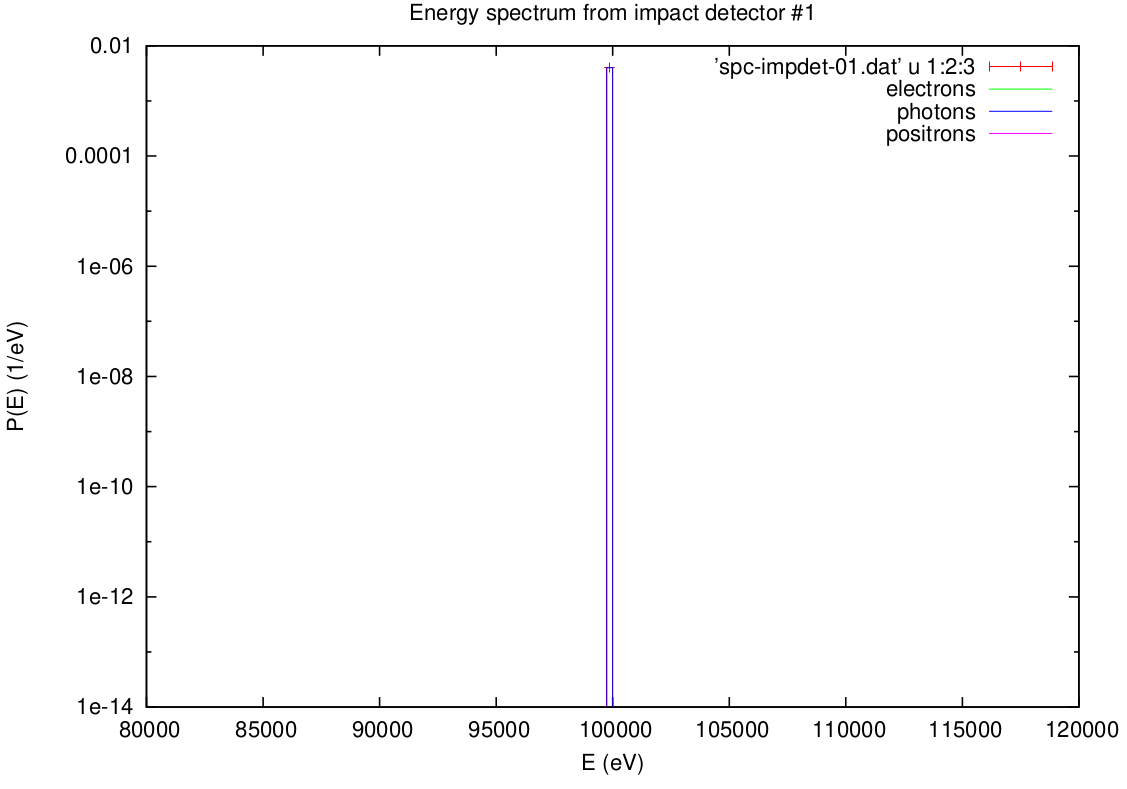 Energy spectrum from impact detector #1
0.01
0.0001
1e-06
1e-08
1e-10
1e-12
1e-14
P(E) (1/eV)
'spc-impdet-01.dat' u 1:2:3
electrons
photons
positrons
80000 85000 90000 95000 100000 105000 110000 115000 120000
E (eV)